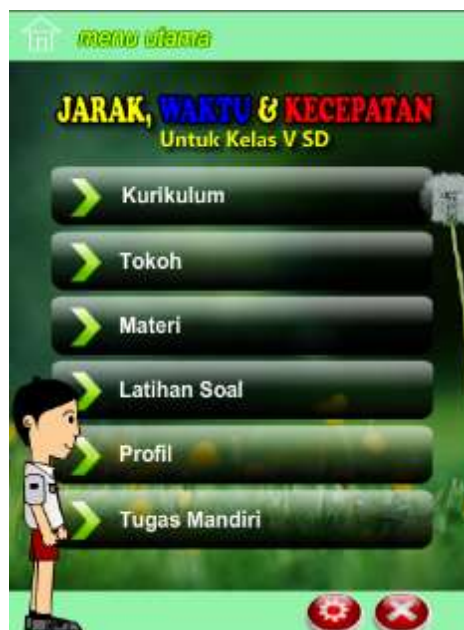 menu utama
JARAK, WAKTU & KECEPATAN
Untuk Kelas V SD
Kurikulum
Tokoh
Materi
Latihan Soal
Profil
Tugas Mandiri